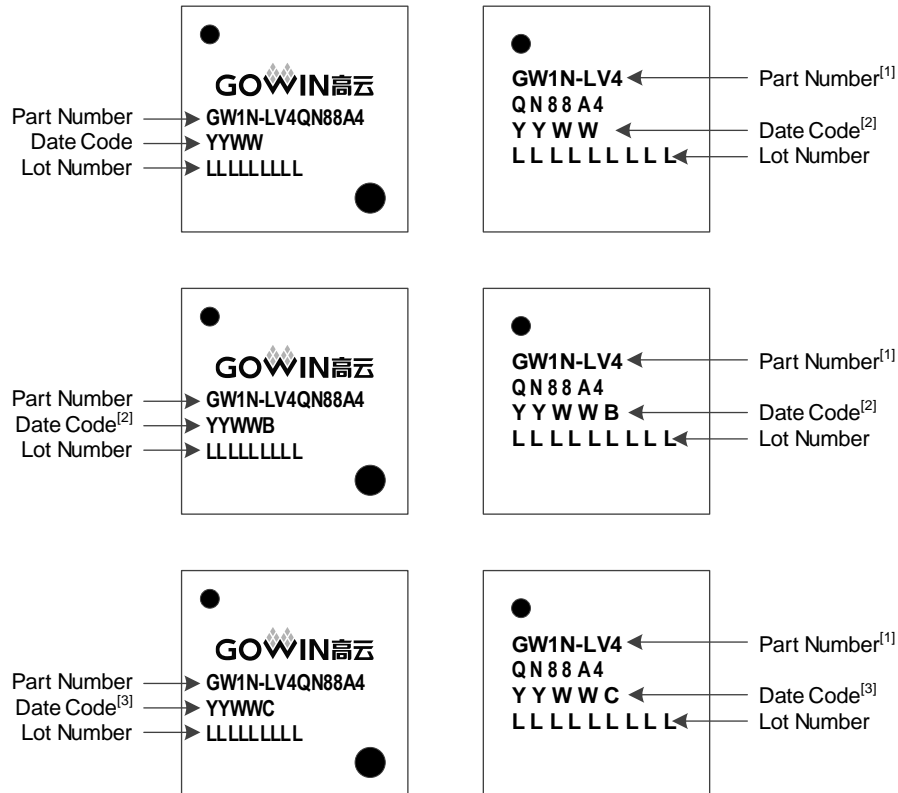 GOWIN高云
Part Number GW1N-LV4QN88A4
Date Code YYWW
Lot Number LLLLLLLLL
GW1N-LV4 Part Number[1]
QN88A4
YYWW Date Code[2]
LLLLLLLLL Lot Number
GOWIN高云
Part Number GW1N-LV4QN88A4
Date Code[2] YYWWB
Lot Number LLLLLLLLL
GW1N-LV4 Part Number[1]
QN88A4
YYWWB Date Code[2]
LLLLLLLLL Lot Number
GOWIN高云
Part Number GW1N-LV4QN88A4
Date Code[3] YYWWC
Lot Number LLLLLLLLL
GW1N-LV4 Part Number[1]
QN88A4
YYWWC Date Code[3]
LLLLLLLLL Lot Number